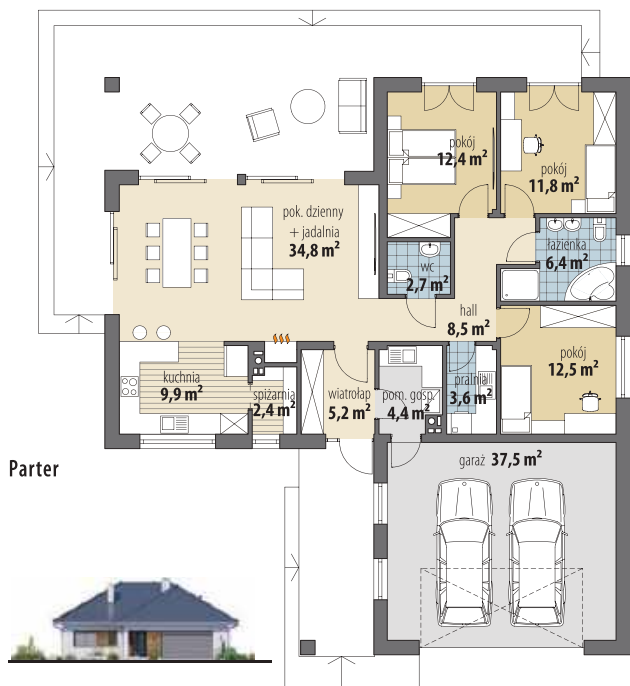 pokój
12,4 m²
pokój
11,8 m²
pok. dzienny
+ jadalnia
34,8 m²
łazienka
6,4 m²
wc
2,7 m²
hall
8,5 m²
pokój
12,5 m²
kuchnia
9,9 m²
spiżarnia
2,4 m²
wiatrołap
5,2 m²
pom. gosp.
4,4 m²
pralnia
3,6 m²
garaż 37,5 m²
Parter